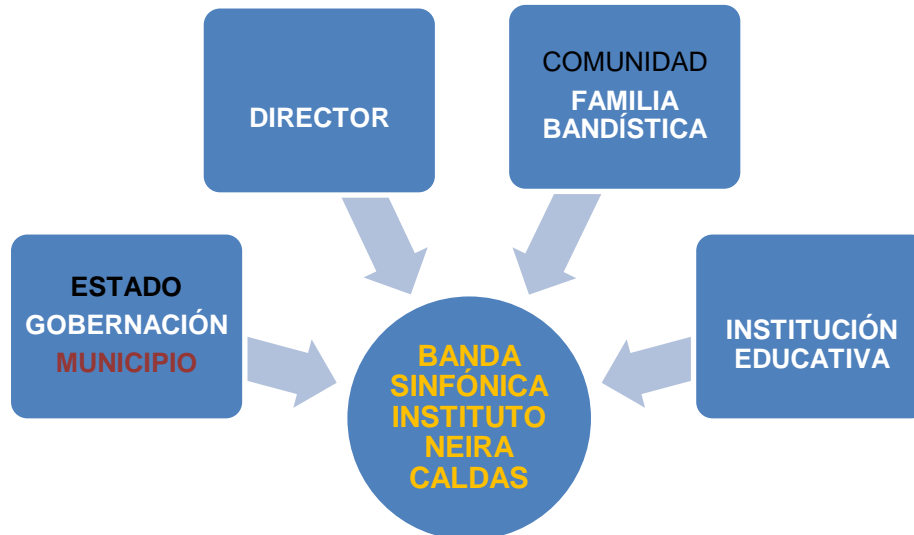 DIRECTOR
COMUNIDAD
FAMILIA
BANDÍSTICA
ESTADO
GOBERNACIÓN
MUNICIPIO
INSTITUCIÓN
EDUCATIVA
BANDA
SINFÓNICA
INSTITUTO
NEIRA
CALDAS